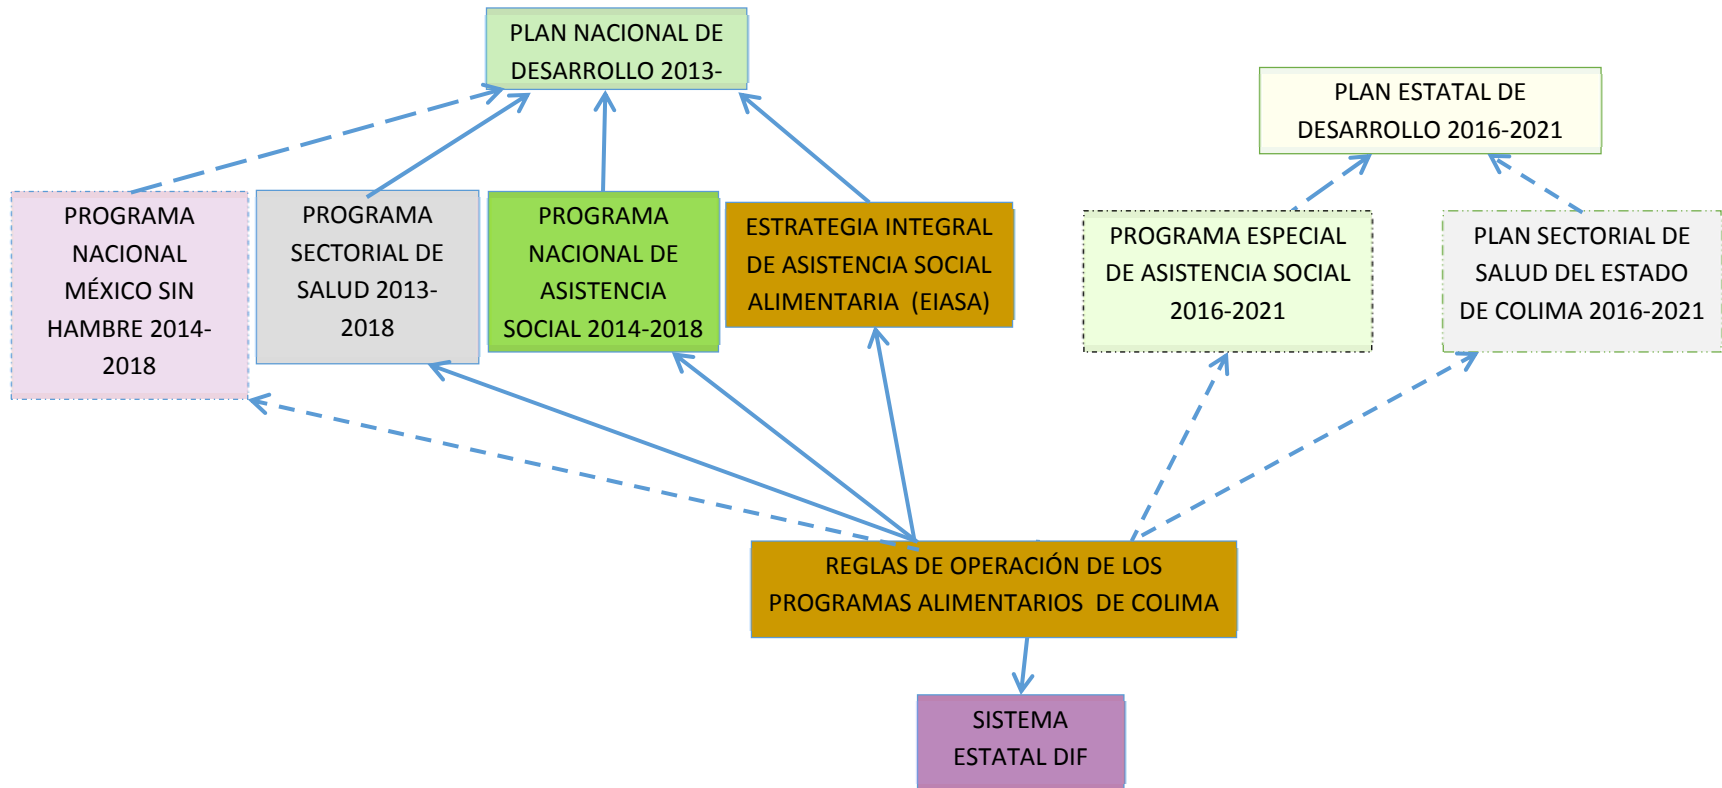 PLAN NACIONAL DE
DESARROLLO 2013-
PLAN ESTATAL DE
DESARROLLO 2016-2021
PROGRAMA
NACIONAL
MÉXICO SIN
HAMBRE 2014-
2018
PROGRAMA
SECTORIAL DE
SALUD 2013-
2018
PROGRAMA
NACIONAL DE
ASISTENCIA
SOCIAL 2014-2018
ESTRATEGIA INTEGRAL
DE ASISTENCIA SOCIAL
ALIMENTARIA (EIASA)
PROGRAMA ESPECIAL
DE ASISTENCIA SOCIAL
2016-2021
PLAN SECTORIAL DE
SALUD DEL ESTADO
DE COLIMA 2016-2021
REGLAS DE OPERACIÓN DE LOS
PROGRAMAS ALIMENTARIOS DE COLIMA
SISTEMA
ESTATAL DIF